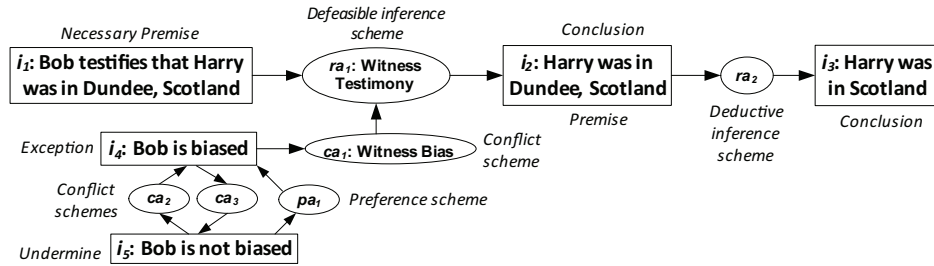 Necessary Premise
i1: Bob testifies that Harry
was in Dundee, Scotland
Defeasible inference
scheme
ra1: Witness
Testimony
Conclusion
i2: Harry was in
Dundee, Scotland
Premise
ra2
Deductive
inference
scheme
i3: Harry was
in Scotland
Conclusion
Exception
i4: Bob is biased
ca1: Witness Bias
Conflict
scheme
Conflict
schemes
ca2
ca3
pa1
Preference scheme
Undermine
i5: Bob is not biased